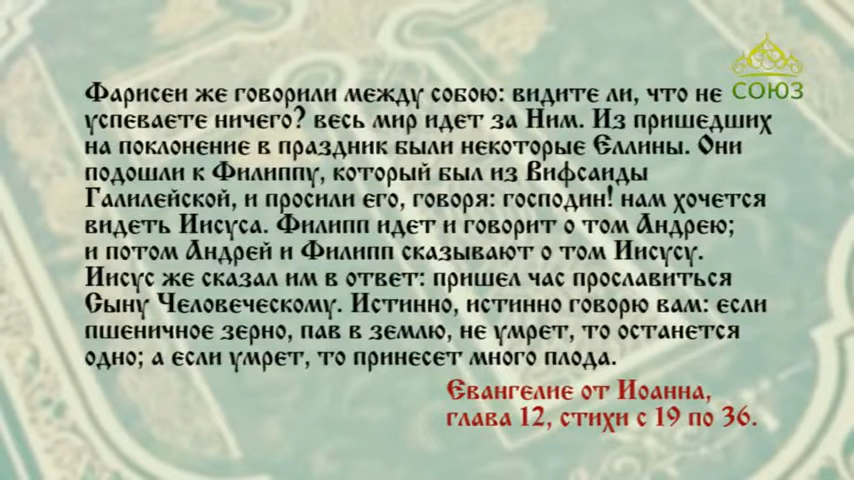 СОЮЗ
Фарисеи же говорили между собою: видите ли, что не
успеваете ничего? весь мир идет за Ним. Из пришедших
на поклонение в праздник были некоторые Еллины. Они
подошли к Филиппу, который был из Вифсаиды
Галилейской, и просили его, говоря: господин! нам хочется
видеть Иисуса. Филипп идет и говорит о том Андрею;
и потом Андрей и Филипп сказывают о том Иисусу.
Иисус же сказал им в ответ: пришел час прославиться
Сыну Человеческому. Истинно, истинно говорю вам: если
пшеничное зерно, пав в землю, не умрет, то останется
одно; а если умрет, то принесет много плода.
Евангелие от Иоанна,
глава 12, стихи с 19 по 36.